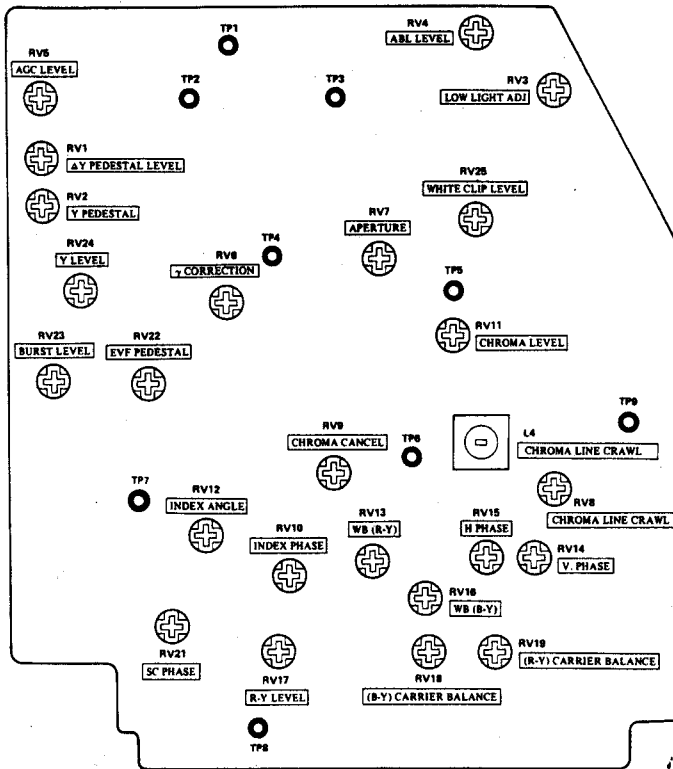 RV4
ABL LEVEL
TP1
RV5
AGC LEVEL
TP2
TP3
RV3
LOW LIGHT ADJ
RV1
ΔY PEDESTAL LEVEL
RV2
Y PEDESTAL
RV25
WHITE CLIP LEVEL
RV7
APERTURE
RV24
Y LEVEL
TP4
RV6
γ CORRECTION
TP5
RV11
CHROMA LEVEL
RV23
BURST LEVEL
RV22
EVF PEDESTAL
TP9
RV9
CHROMA CANCEL
TP6
L4
CHROMA LINE CRAWL
TP7
RV12
INDEX ANGLE
RV8
CHROMA LINE CRAWL
RV10
INDEX PHASE
RV13
WB (R-Y)
RV15
H PHASE
RV14
V. PHASE
RV16
WB (B-Y)
RV21
SC PHASE
RV17
R-Y LEVEL
RV18
(B-Y) CARRIER BALANCE
RV19
(R-Y) CARRIER BALANCE
TP8